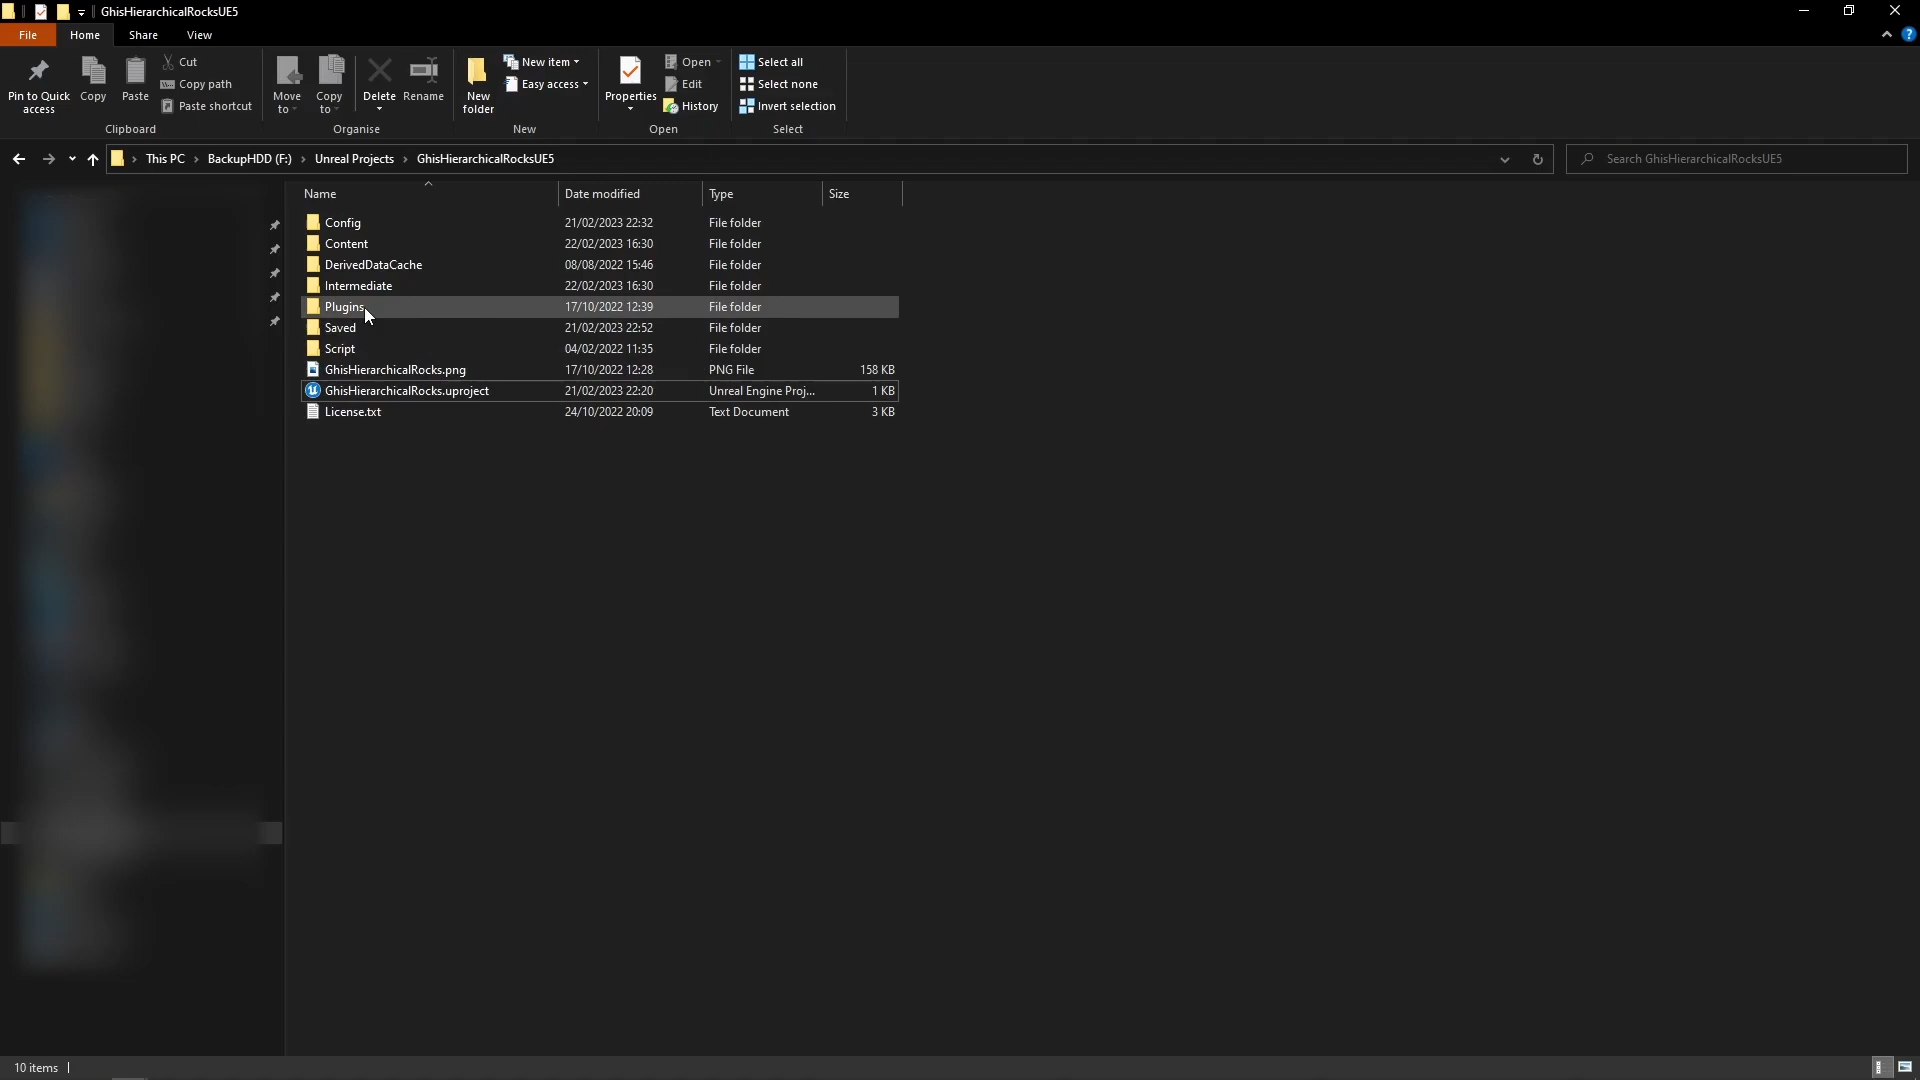 GhisHierarchicalRocksUE5
File Home Share View
Pin to Quick access
Copy
Paste
Cut
Copy path
Paste shortcut
Clipboard
Move to
Copy to
Delete
Rename
Organise
New folder
New item
Easy access
New
Properties
Open
Edit
History
Open
Select all
Select none
Invert selection
Select
This PC > BackupHDD (F:) > Unreal Projects > GhisHierarchicalRocksUE5
Search GhisHierarchicalRocksUE5
Name Date modified Type Size
Config 21/02/2023 22:32 File folder
Content 22/02/2023 16:30 File folder
DerivedDataCache 08/08/2022 15:46 File folder
Intermediate 22/02/2023 16:30 File folder
Plugins 17/10/2022 12:39 File folder
Saved 21/02/2023 22:52 File folder
Script 04/02/2022 11:35 File folder
GhisHierarchicalRocks.png 17/10/2022 12:28 PNG File 158 KB
GhisHierarchicalRocks.uproject 21/02/2023 22:20 Unreal Engine Proj... 1 KB
License.txt 24/10/2022 20:09 Text Document 3 KB
10 items